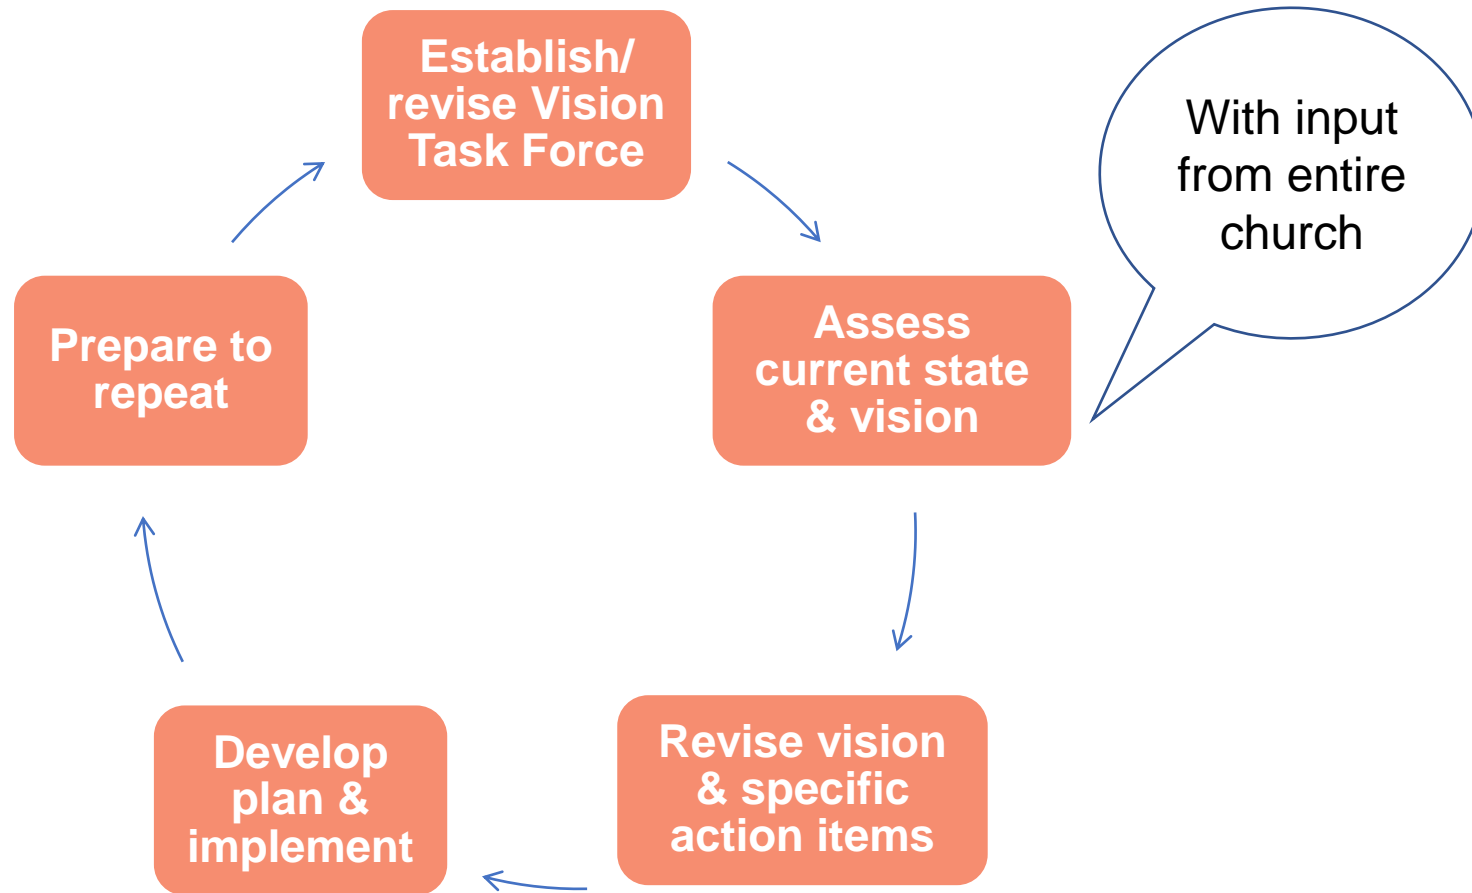 Establish/
revise Vision
Task Force
With input
from entire
church
Assess
current state
& vision
Revise vision
& specific
action items
Develop
plan &
implement
Prepare to
repeat